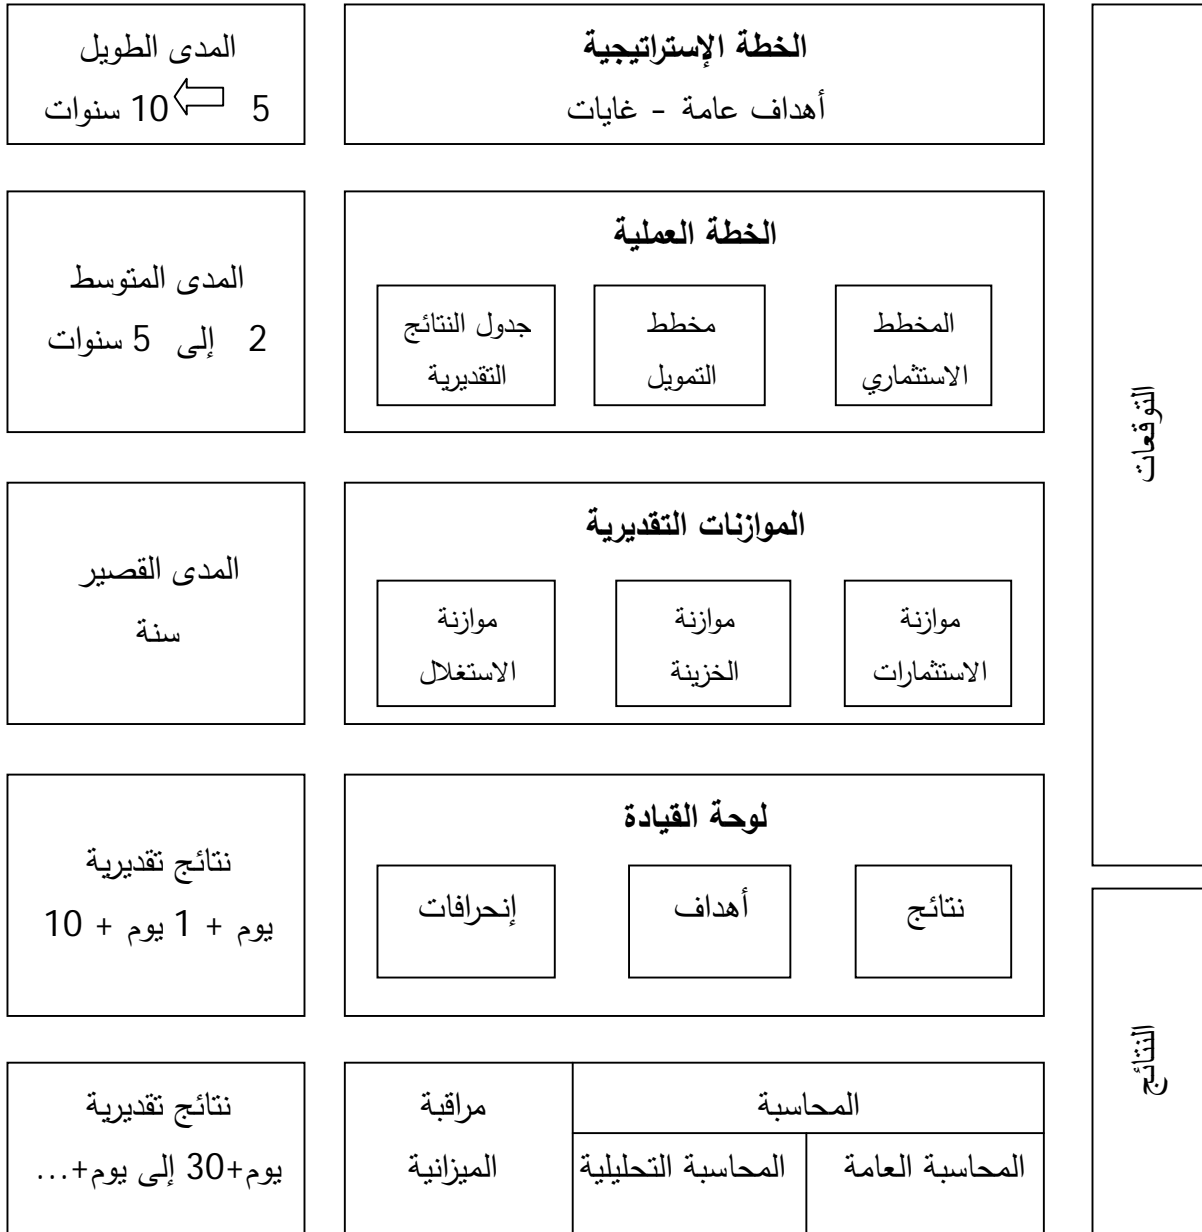 التوقعات
الخطة الإستراتيجية
أهداف عامة - غايات
المدى الطويل
5 ⇦ 10 سنوات
الخطة العملية
المخطط
الاستثماري
مخطط
التمويل
جدول النتائج
التقديرية
المدى المتوسط
2 إلى 5 سنوات
الموازنات التقديرية
موازنة
الاستثمارات
موازنة
الخزينة
موازنة
الاستغلال
المدى القصير
سنة
لوحة القيادة
نتائج
أهداف
إنحرافات
نتائج تقديرية
يوم + 1 يوم + 10
النتائج
المحاسبة
المحاسبة العامة
المحاسبة التحليلية
مراقبة
الميزانية
نتائج تقديرية
يوم+30 إلى يوم+...